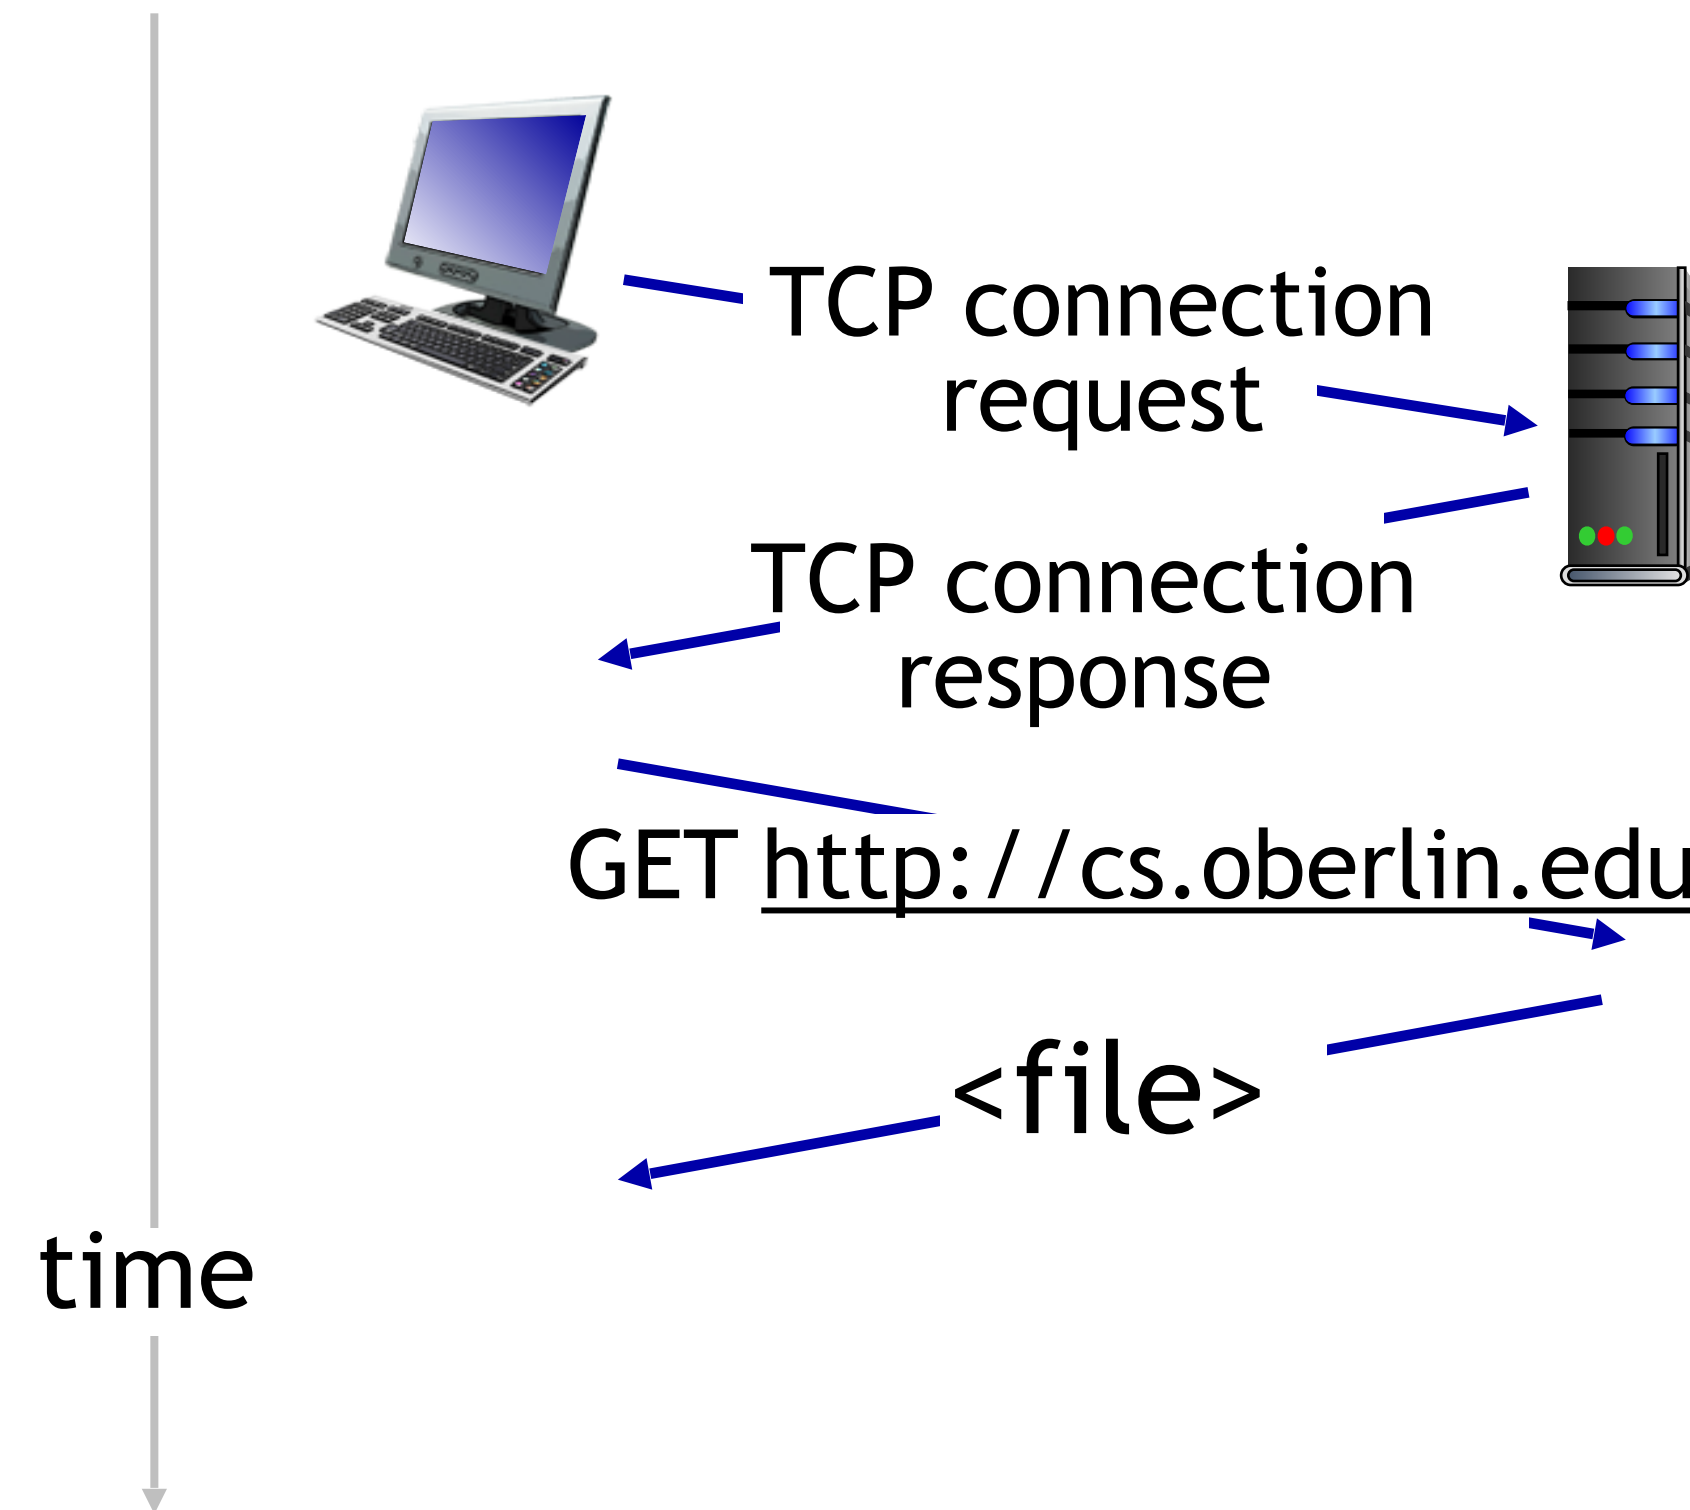 TCP connection
request
TCP connection
response
GET http://cs.oberlin.edu
<file>
time